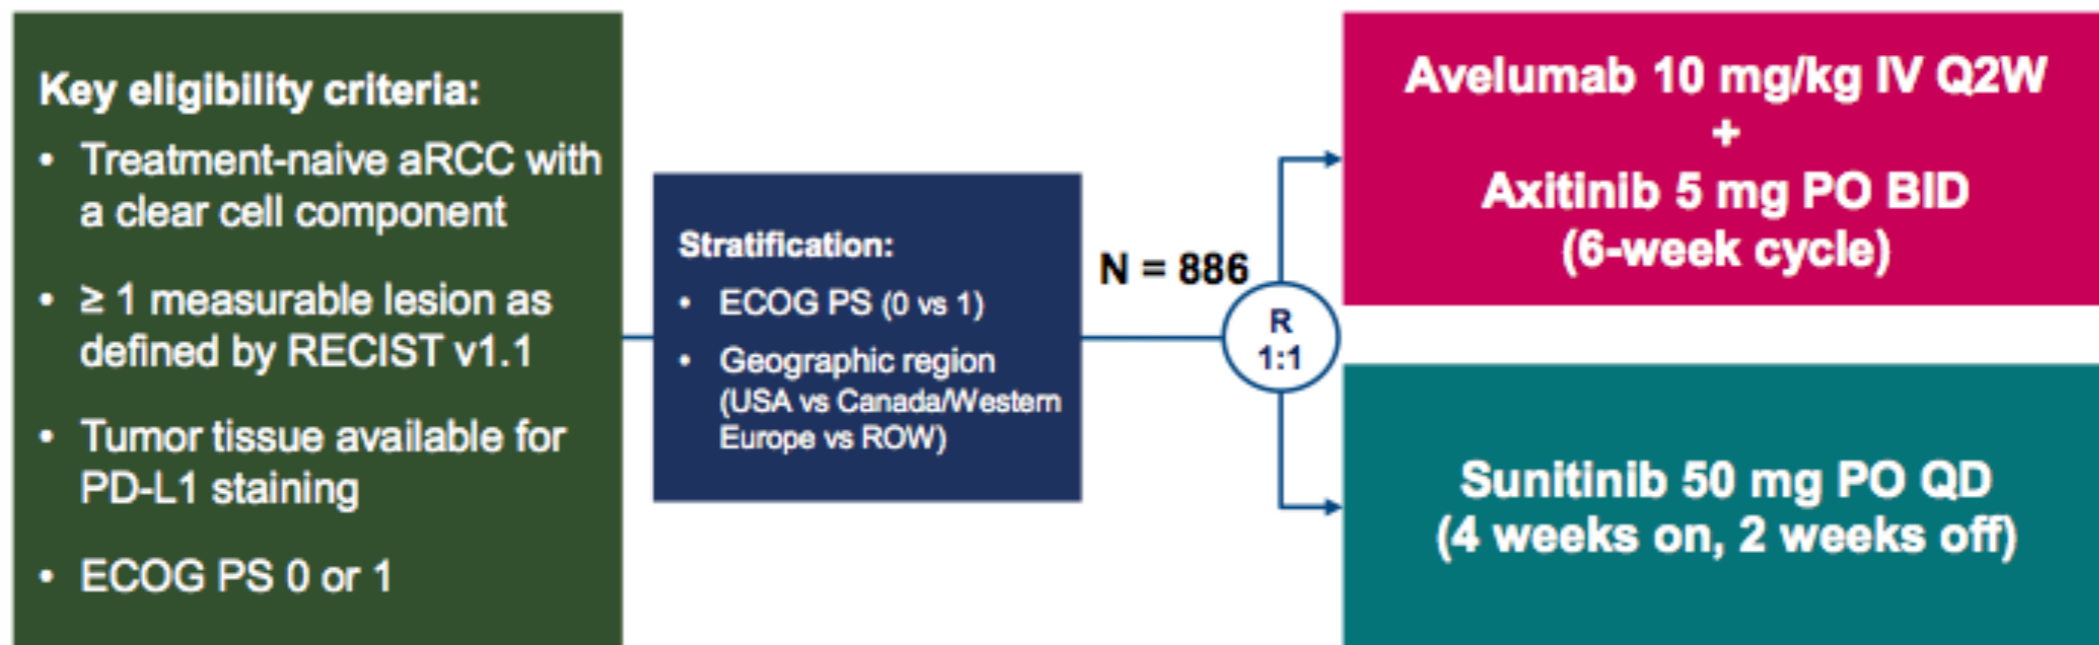 Key eligibility criteria:
• Treatment-naive aRCC with
a clear cell component
• ≥ 1 measurable lesion as
defined by RECIST v1.1
• Tumor tissue available for
PD-L1 staining
• ECOG PS 0 or 1
Stratification:
• ECOG PS (0 vs 1)
• Geographic region
(USA vs Canada/Western
Europe vs ROW)
N = 886
R
1:1
Avelumab 10 mg/kg IV Q2W
+
Axitinib 5 mg PO BID
(6-week cycle)
Sunitinib 50 mg PO QD
(4 weeks on, 2 weeks off)